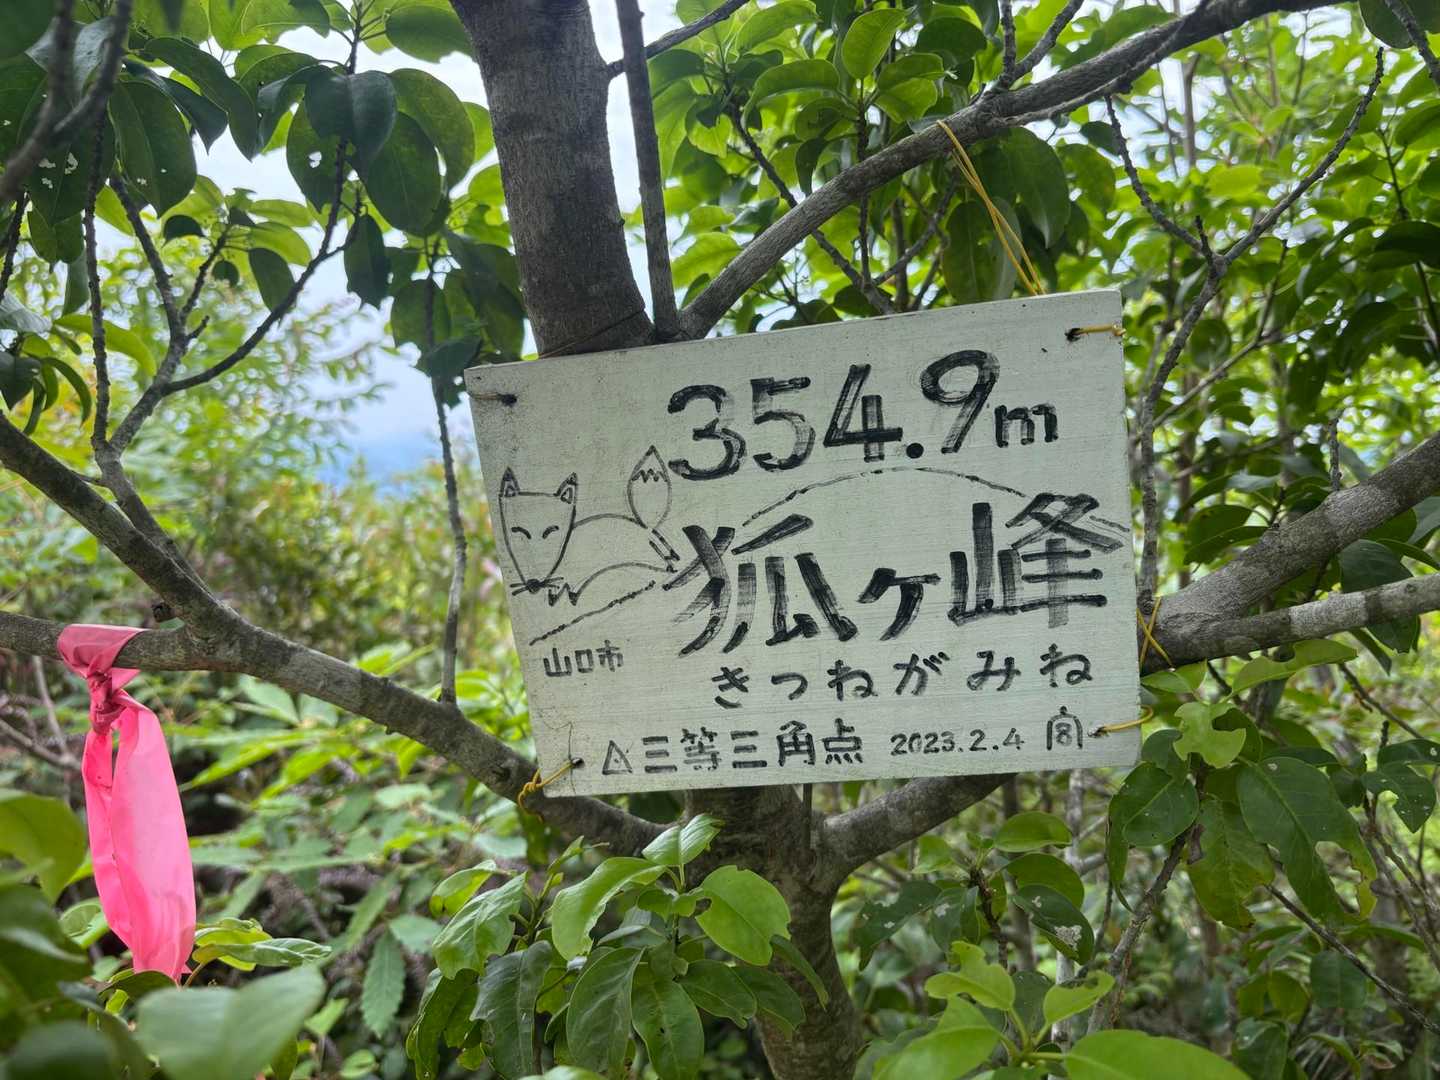 354.9m
狐ヶ峰
きつねがみね
山口市
△三等三角点 2023.2.4